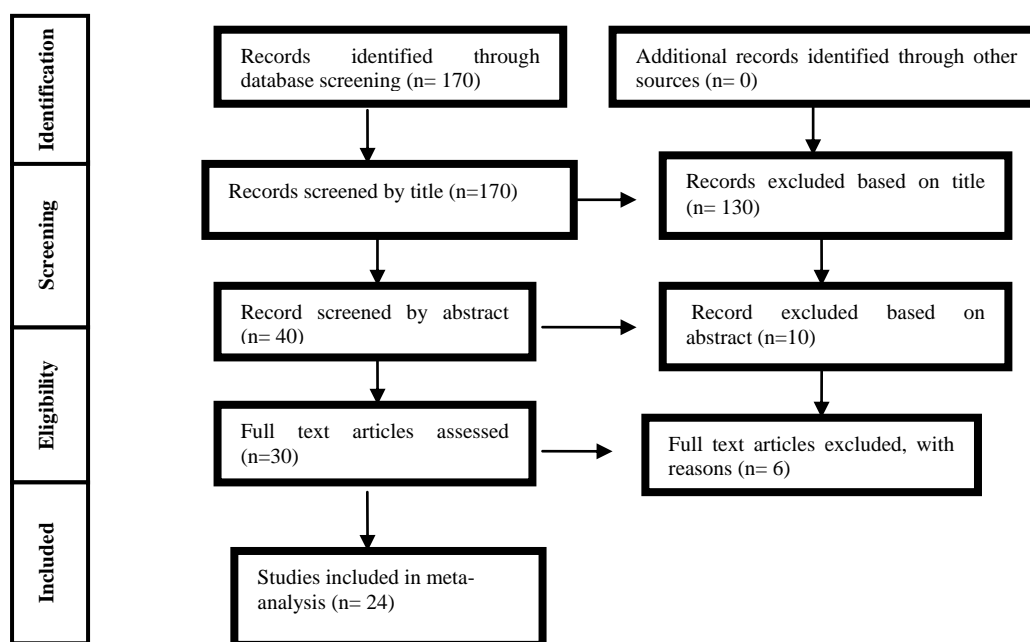 Identification
Records identified through
database screening (n= 170)
Additional records identified through other
sources (n= 0)
Screening
Records screened by title (n=170)
Records excluded based on title
(n= 130)
Record screened by abstract
(n= 40)
Record excluded based on
abstract (n=10)
Eligibility
Full text articles assessed
(n=30)
Full text articles excluded, with
reasons (n= 6)
Included
Studies included in meta-
analysis (n= 24)